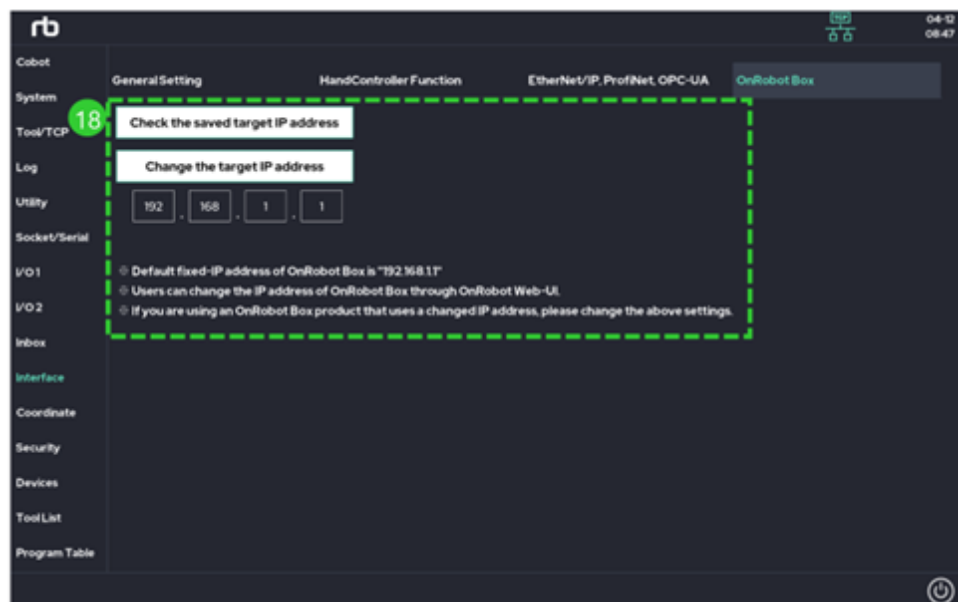 rb
TCP
04-12
08:47
Cobot
System
Tool/TCP
Log
Utility
Socket/Serial
I/O 1
I/O 2
Inbox
Interface
Coordinate
Security
Devices
Tool List
Program Table
General Setting
HandController Function
EtherNet/IP, ProfiNet, OPC-UA
OnRobot Box
18
Check the saved target IP address
Change the target IP address
192 . 168 . 1 . 1
※ Default fixed-IP address of OnRobot Box is "192.168.1.1"
※ Users can change the IP address of OnRobot Box through OnRobot Web-UI.
※ If you are using an OnRobot Box product that uses a changed IP address, please change the above settings.